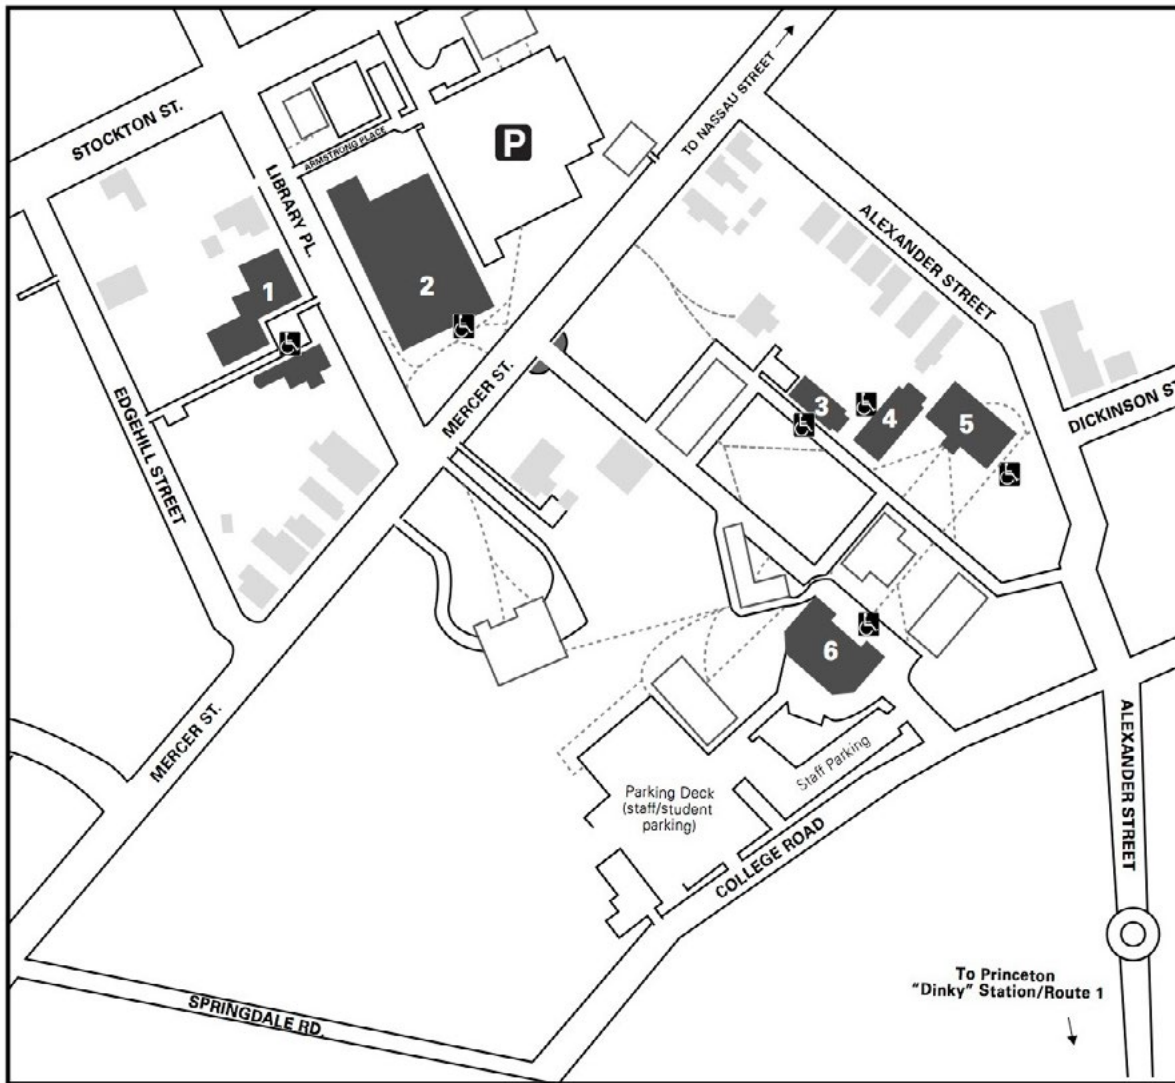 TO NASSAU STREET
STOCKTON ST.
ARMSTRONG PLACE
P
LIBRARY PL.
ALEXANDER STREET
1
2
EDGEHILL STREET
MERCER ST.
3
4
5
DICKINSON ST
6
MERCER ST.
Staff Parking
Parking Deck
(staff/student
parking)
COLLEGE ROAD
ALEXANDER STREET
To Princeton
"Dinky" Station/Route 1
SPRINGDALE RD.